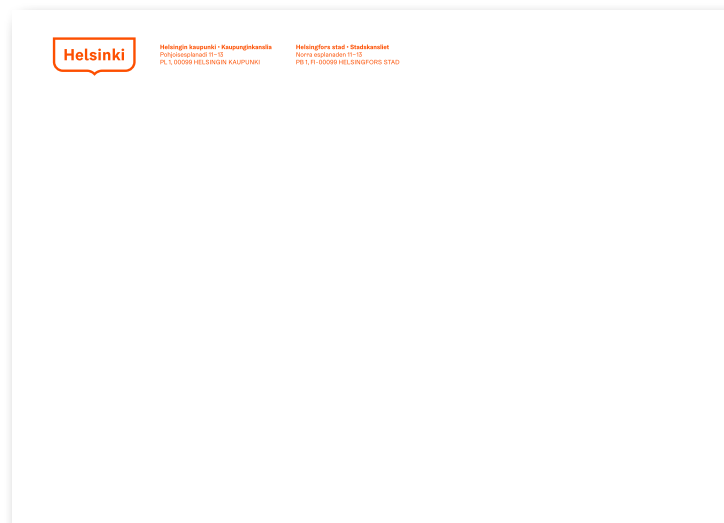 Helsinki
Helsingin kaupunki • Kaupunginkanslia
Pohjoisesplanadi 11–13
PL 1, 00099 HELSINGIN KAUPUNKI
Helsingfors stad • Stadskansliet
Norra esplanaden 11–13
PB 1, FI-00099 HELSINGFORS STAD